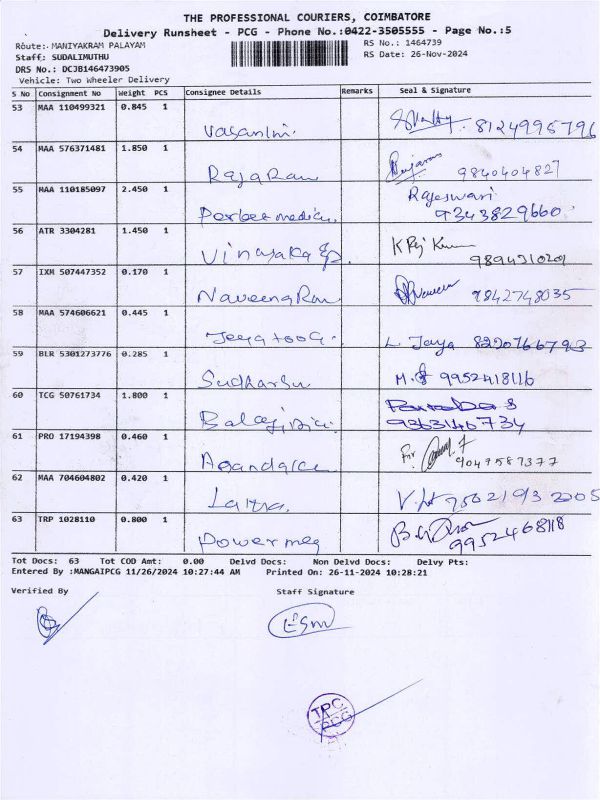 THE PROFESSIONAL COURIERS, COIMBATORE
Delivery Runsheet - PCG - Phone No.:0422-3505555 - Page No.:5
Route:- MANIYAKRAM PALAYAM RS No.: 1464739
Staff: SUDALIMUTHU RS Date: 26-Nov-2024
DRS No.: DCJB146473905
Vehicle: Two Wheeler Delivery
S No Consignment No Weight PCS Consignee Details Remarks Seal & Signature
53 MAA 110499321 0.845 1
8124995796
54 MAA 576371481 1.850 1
RajaRam 9840404827
55 MAA 110185097 2.450 1 Rajeswari
9343829660
56 ATR 3304281 1.450 1
Vinayaka 9894310201
57 IXM 507447352 0.170 1
NaveenaRam 9842748035
58 MAA 574606621 0.445 1
L. Jaya 8220766793
59 BLR 5301273776 0.285 1
9952418116
60 TCG 50761734 1.800 1
9363140734
61 PRO 17194398 0.460 1
For 9047587377
62 MAA 704604802 0.420 1
63 TRP 1028110 0.800 1
Powermeg 9952468118
Tot Docs: 63 Tot COD Amt: 0.00 Delvd Docs: Non Delvd Docs: Delvy Pts:
Entered By :MANGAIPCG 11/26/2024 10:27:44 AM Printed On: 26-11-2024 10:28:21
Verified By Staff Signature
TPC
PCG